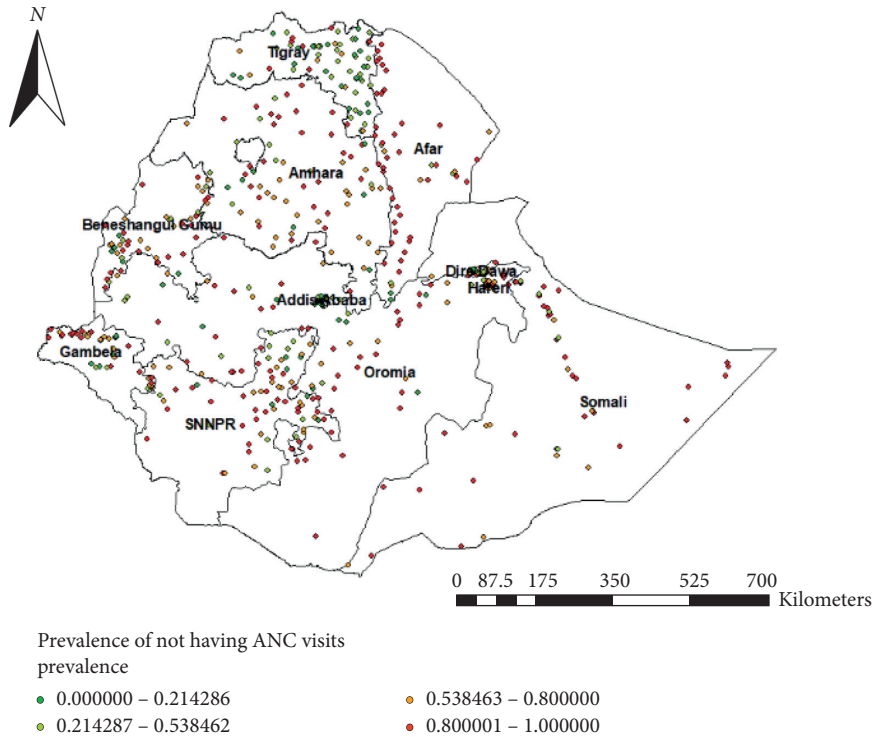 N
Tigray
Afar
Amhara
Beneshangul Gumu
Dire Dawa
Hareri
Addis Ababa
Gambela
Oromia
Somali
SNNPR
0 87.5 175 350 525 700
Kilometers
Prevalence of not having ANC visits
prevalence
0.000000 – 0.214286
0.214287 – 0.538462
0.538463 – 0.800000
0.800001 – 1.000000